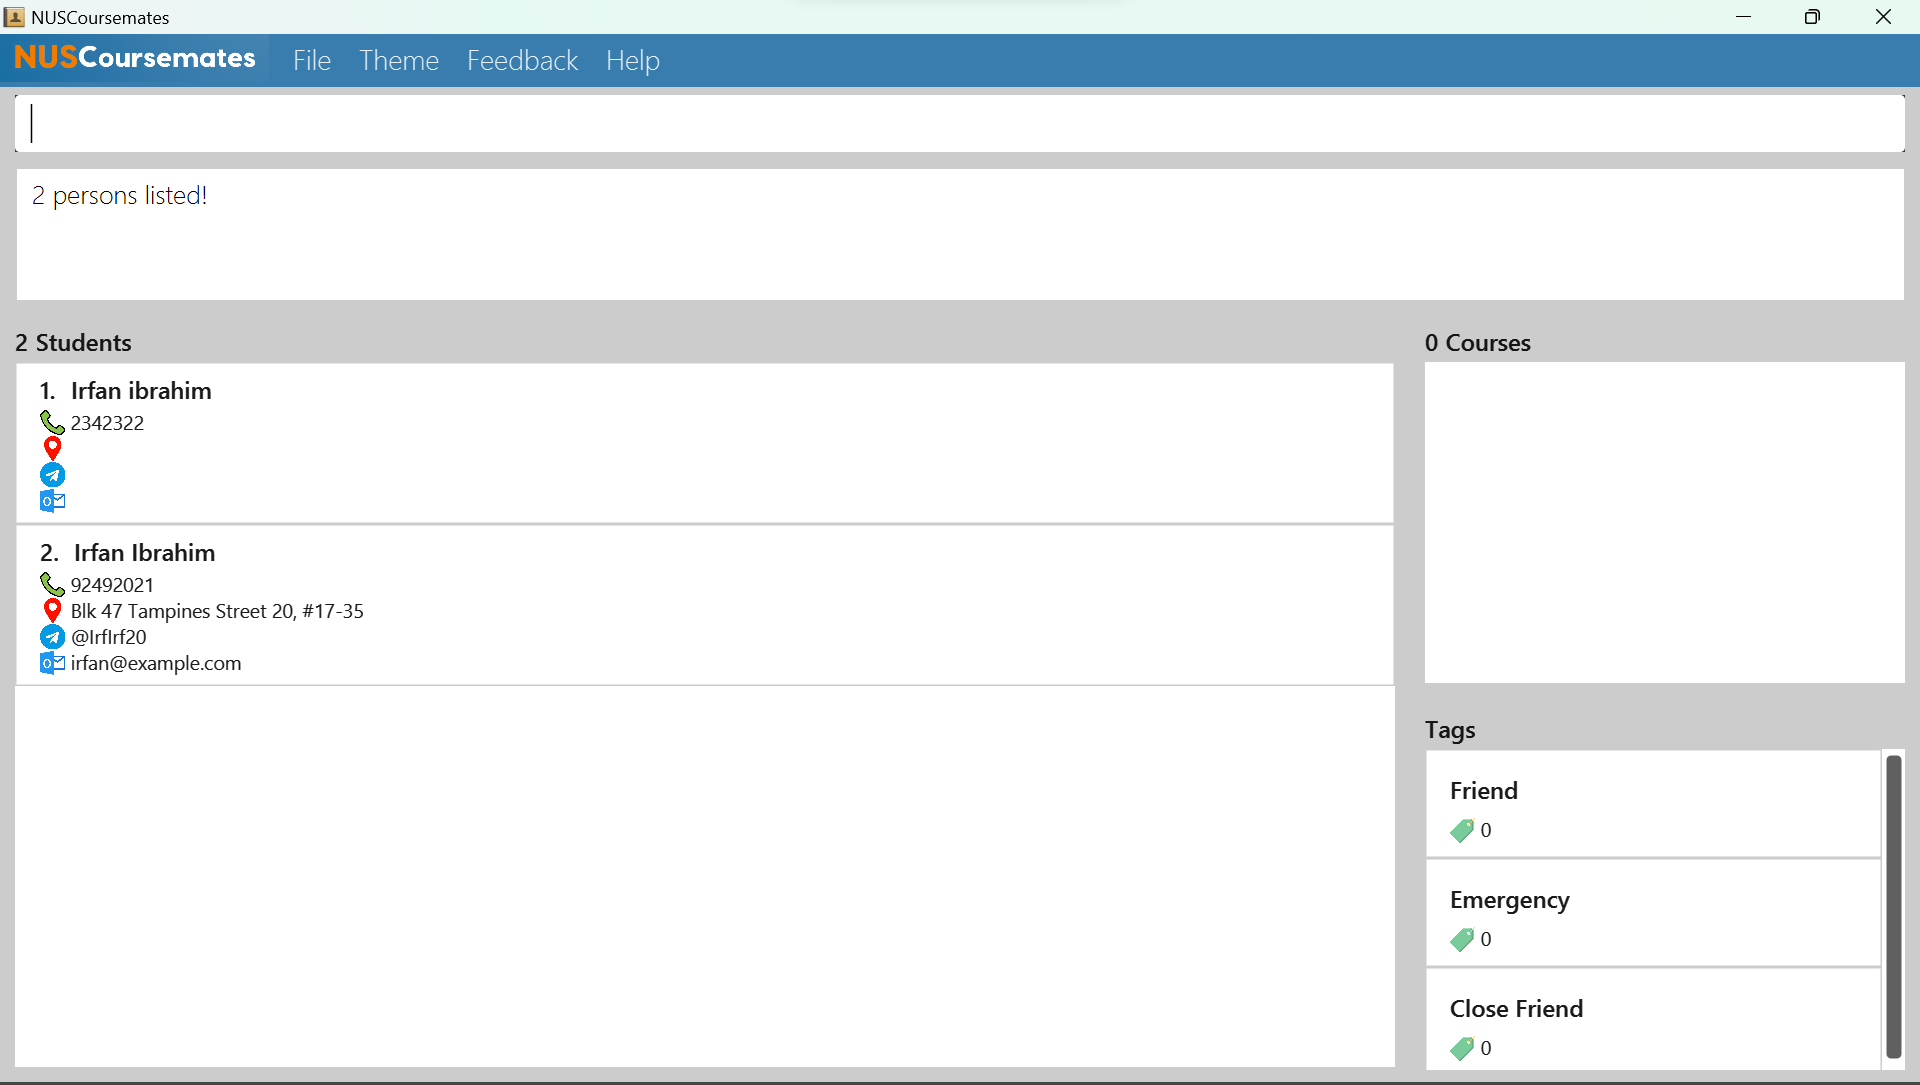 NUSCoursemates
NUSCoursemates File Theme Feedback Help
2 persons listed!
2 Students
1. Irfan ibrahim
2342322
2. Irfan Ibrahim
92492021
Blk 47 Tampines Street 20, #17-35
@IrfIrf20
irfan@example.com
0 Courses
Tags
Friend
0
Emergency
0
Close Friend
0